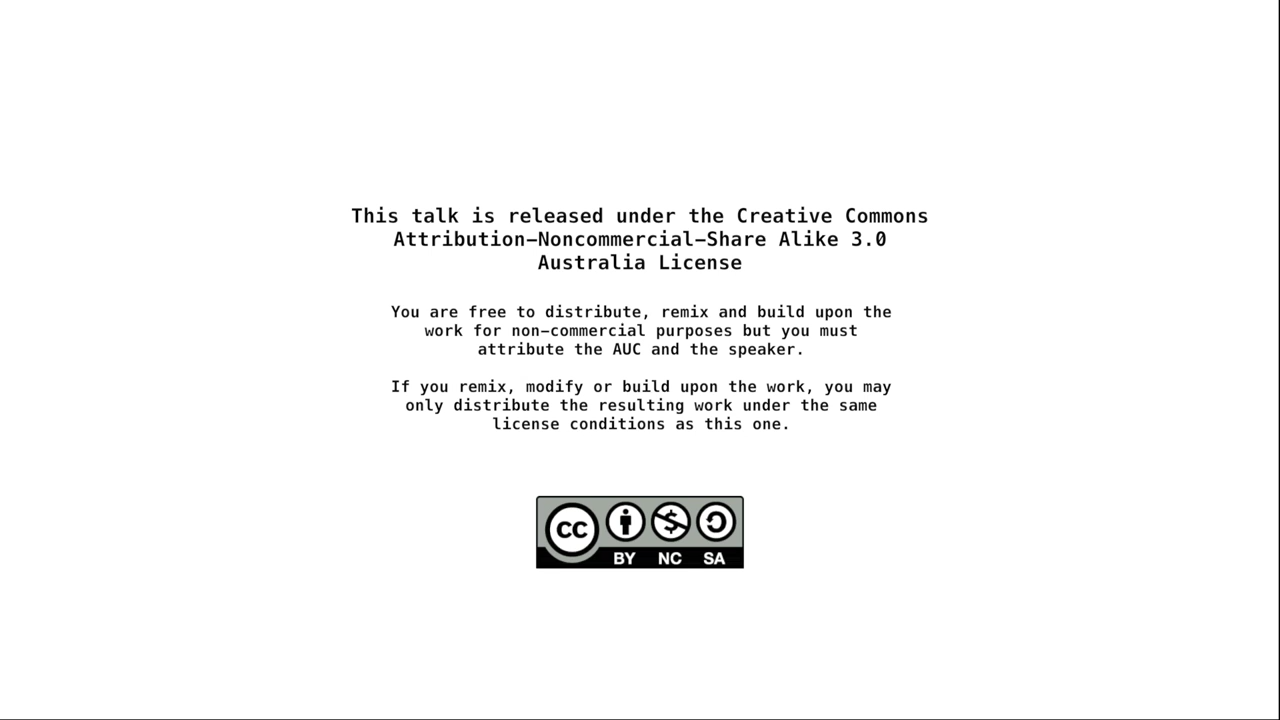 This talk is released under the Creative Commons
Attribution–Noncommercial–Share Alike 3.0
Australia License
You are free to distribute, remix and build upon the
work for non–commercial purposes but you must
attribute the AUC and the speaker.
If you remix, modify or build upon the work, you may
only distribute the resulting work under the same
license conditions as this one.
CC
BY NC SA